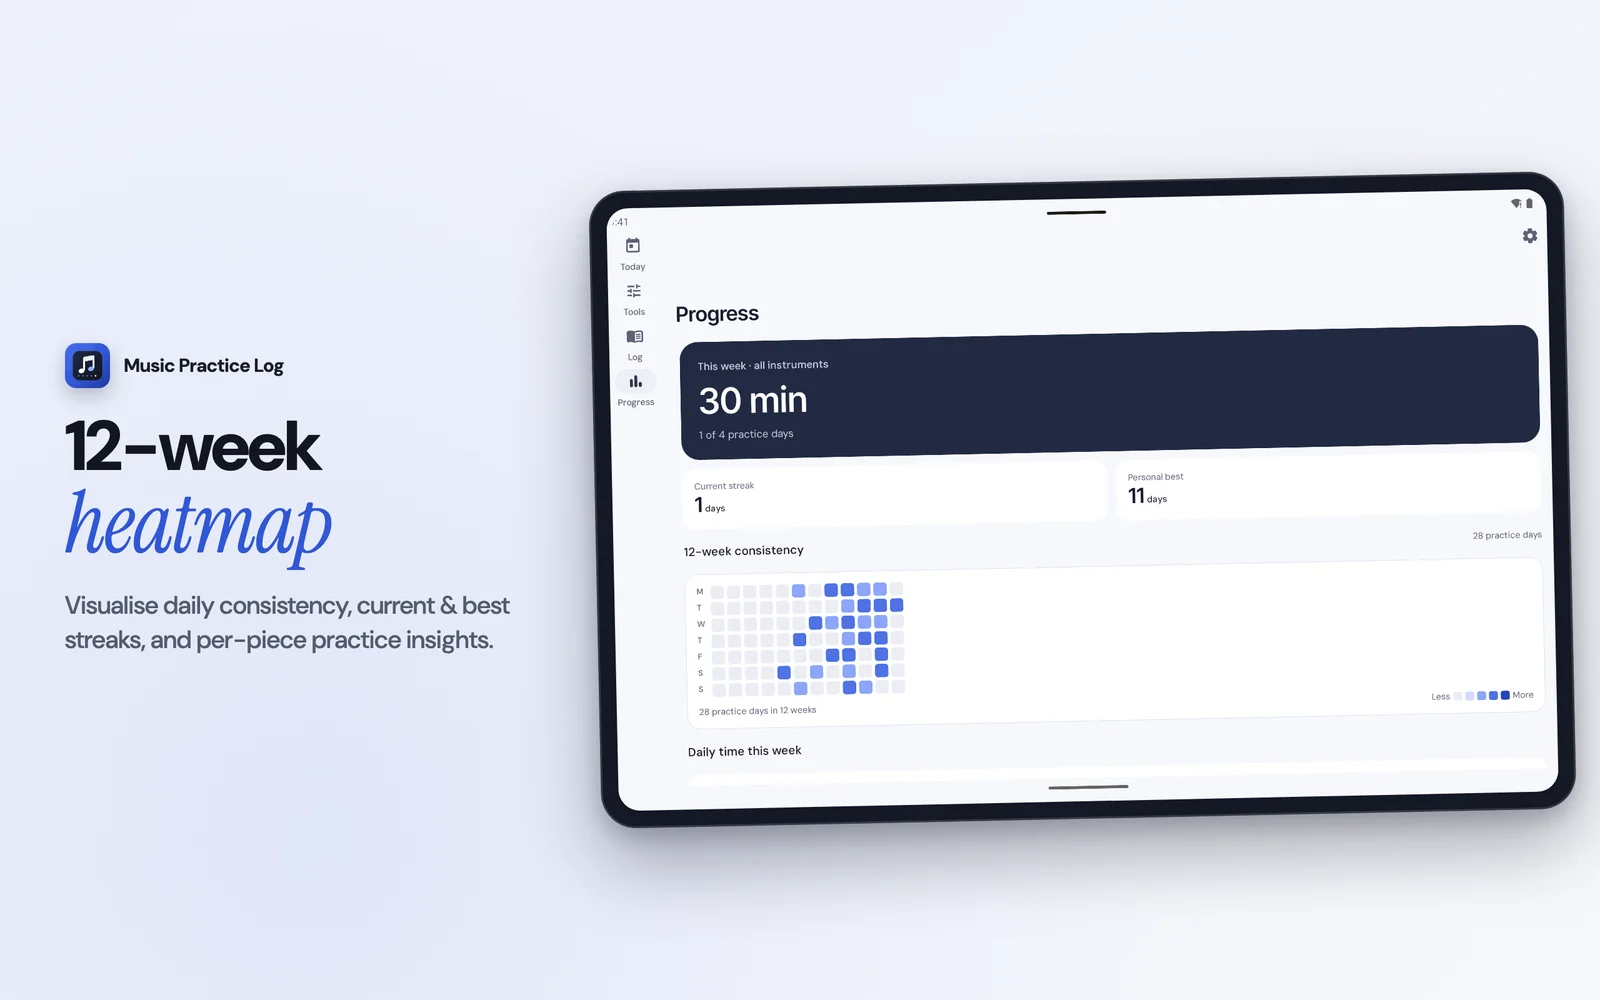 Music Practice Log
12-week
heatmap
Visualise daily consistency, current & best
streaks, and per-piece practice insights.
:41
Today
Tools
Log
Progress
Progress
This week · all instruments
30 min
1 of 4 practice days
Current streak
1 days
Personal best
11 days
12-week consistency
28 practice days
M
T
W
T
F
S
S
28 practice days in 12 weeks
Less
More
Daily time this week